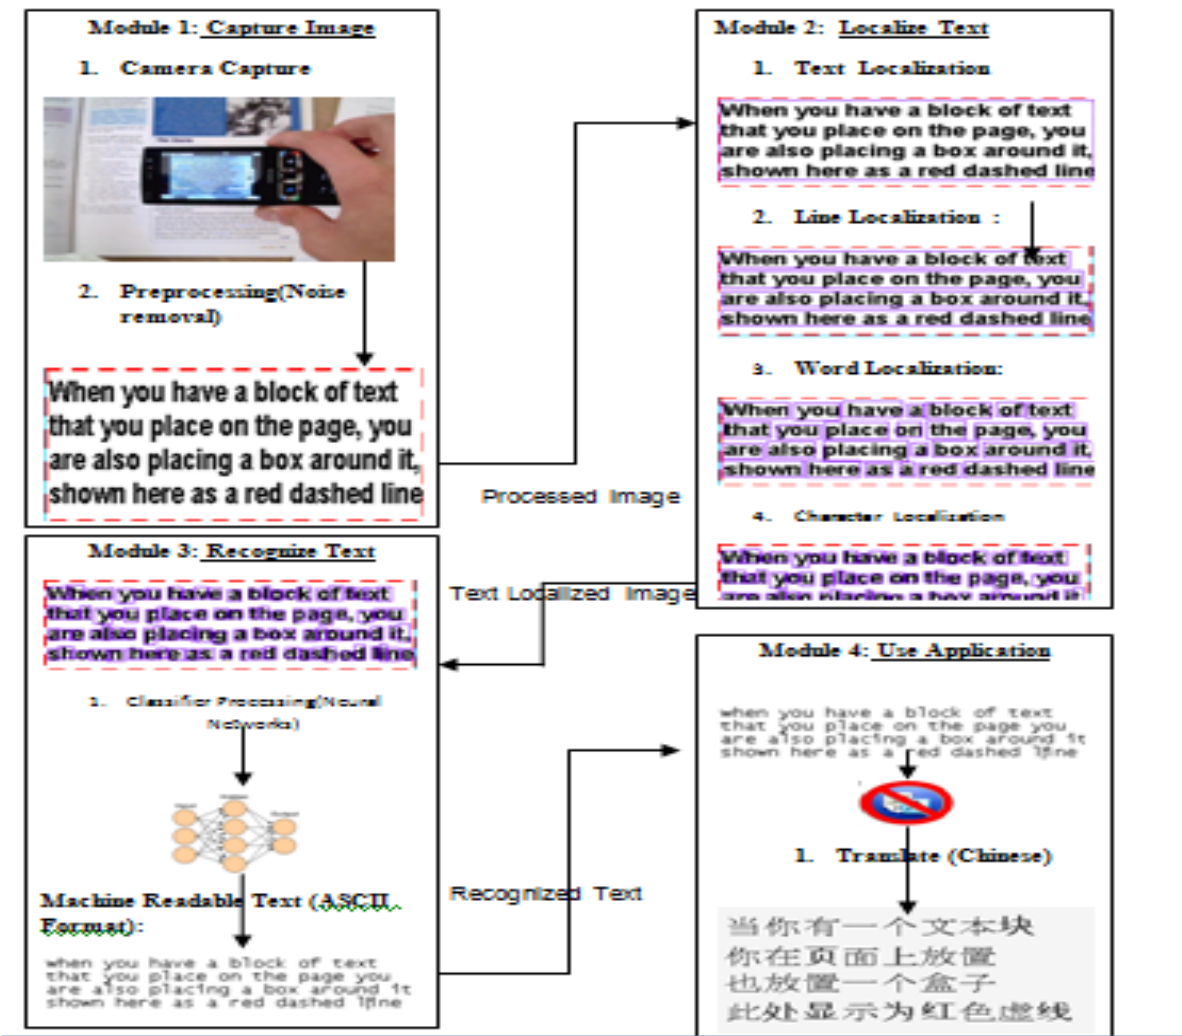 Module 1: Capture Image
1. Camera Capture
2. Preprocessing(Noise
removal)
When you have a block of text
that you place on the page, you
are also placing a box around it,
shown here as a red dashed line
Processed Image
Module 2: Localize Text
1. Text Localization
When you have a block of text
that you place on the page, you
are also placing a box around it,
shown here as a red dashed line
2. Line Localization :
When you have a block of text
that you place on the page, you
are also placing a box around it,
shown here as a red dashed line
3. Word Localization:
When you have a block of text
that you place on the page, you
are also placing a box around it,
shown here as a red dashed line
4. Character Localization
When you have a block of text
that you place on the page, you
are also placing a box around it,
Text Localized Image
Module 3: Recognize Text
When you have a block of text
that you place on the page, you
are also placing a box around it,
shown here as a red dashed line
1. Classifier Processing(Neural
Networks)
Output
Machine Readable Text (ASCII
Format):
when you have a block of text
that you place on the page you
are also placing a box around it
shown here as a red dashed line
Recognized Text
Module 4: Use Application
when you have a block of text
that you place on the page you
are also placing a box around it
shown here as a red dashed line
1. Translate (Chinese)
当你有一个文本块
你在页面上放置
也放置一个盒子
此处显示为红色虚线